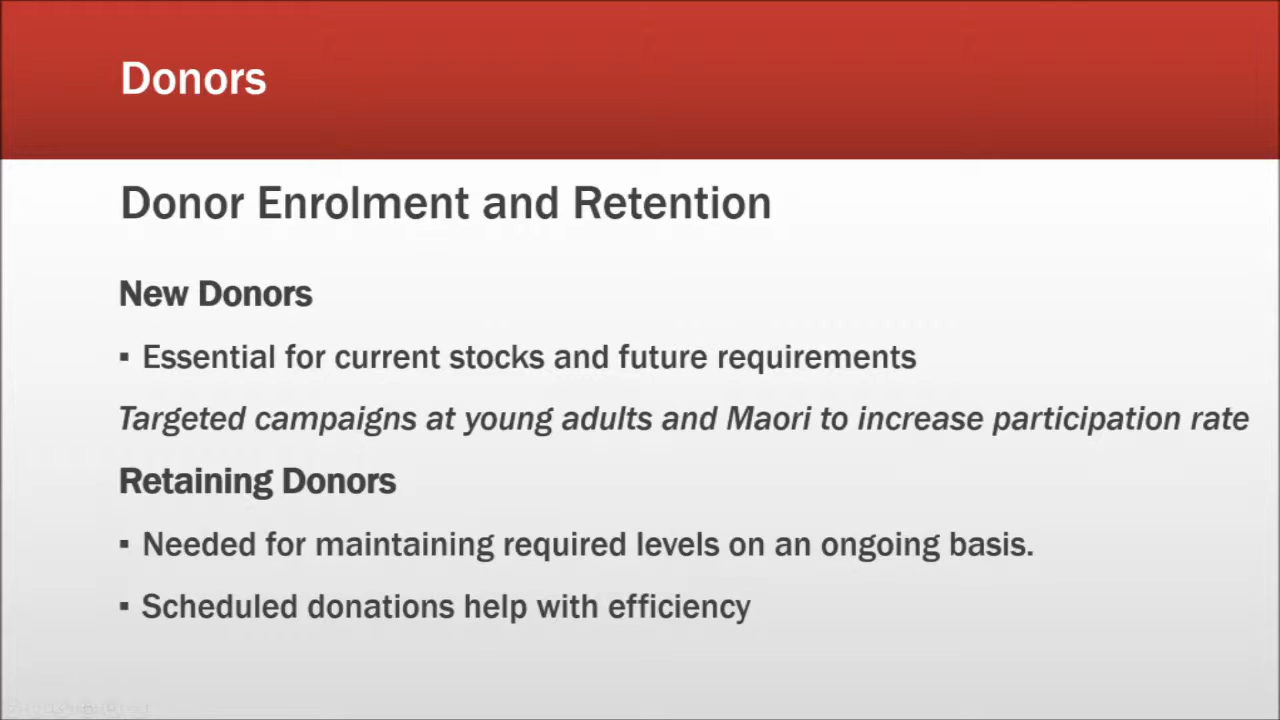 Donors
Donor Enrolment and Retention
New Donors
▪ Essential for current stocks and future requirements
Targeted campaigns at young adults and Maori to increase participation rate
Retaining Donors
▪ Needed for maintaining required levels on an ongoing basis.
▪ Scheduled donations help with efficiency